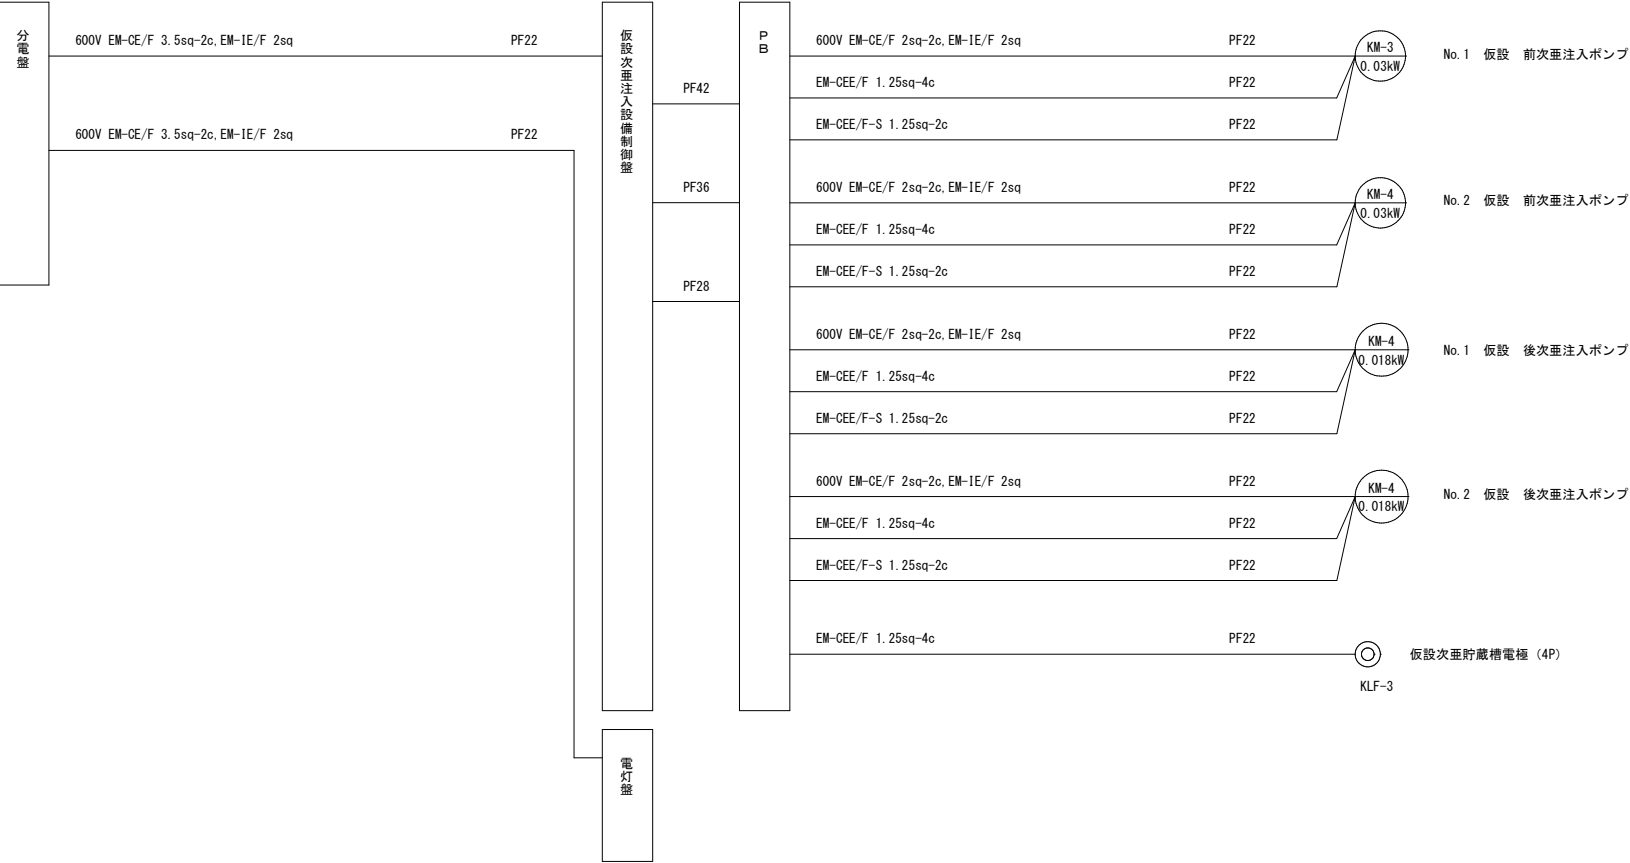 分電盤
600V EM-CE/F 3.5sq-2c,EM-IE/F 2sq PF22
600V EM-CE/F 3.5sq-2c,EM-IE/F 2sq PF22
仮設次亜注入設備制御盤
PF42
PF36
PF28
電灯盤
PB
600V EM-CE/F 2sq-2c,EM-IE/F 2sq PF22
EM-CEE/F 1.25sq-4c PF22
EM-CEE/F-S 1.25sq-2c PF22
KM-3
0.03kW
No.1 仮設 前次亜注入ポンプ
600V EM-CE/F 2sq-2c,EM-IE/F 2sq PF22
EM-CEE/F 1.25sq-4c PF22
EM-CEE/F-S 1.25sq-2c PF22
KM-4
0.03kW
No.2 仮設 前次亜注入ポンプ
600V EM-CE/F 2sq-2c,EM-IE/F 2sq PF22
EM-CEE/F 1.25sq-4c PF22
EM-CEE/F-S 1.25sq-2c PF22
KM-4
0.018kW
No.1 仮設 後次亜注入ポンプ
600V EM-CE/F 2sq-2c,EM-IE/F 2sq PF22
EM-CEE/F 1.25sq-4c PF22
EM-CEE/F-S 1.25sq-2c PF22
KM-4
0.018kW
No.2 仮設 後次亜注入ポンプ
EM-CEE/F 1.25sq-4c PF22
仮設次亜貯蔵槽電極（4P）
KLF-3